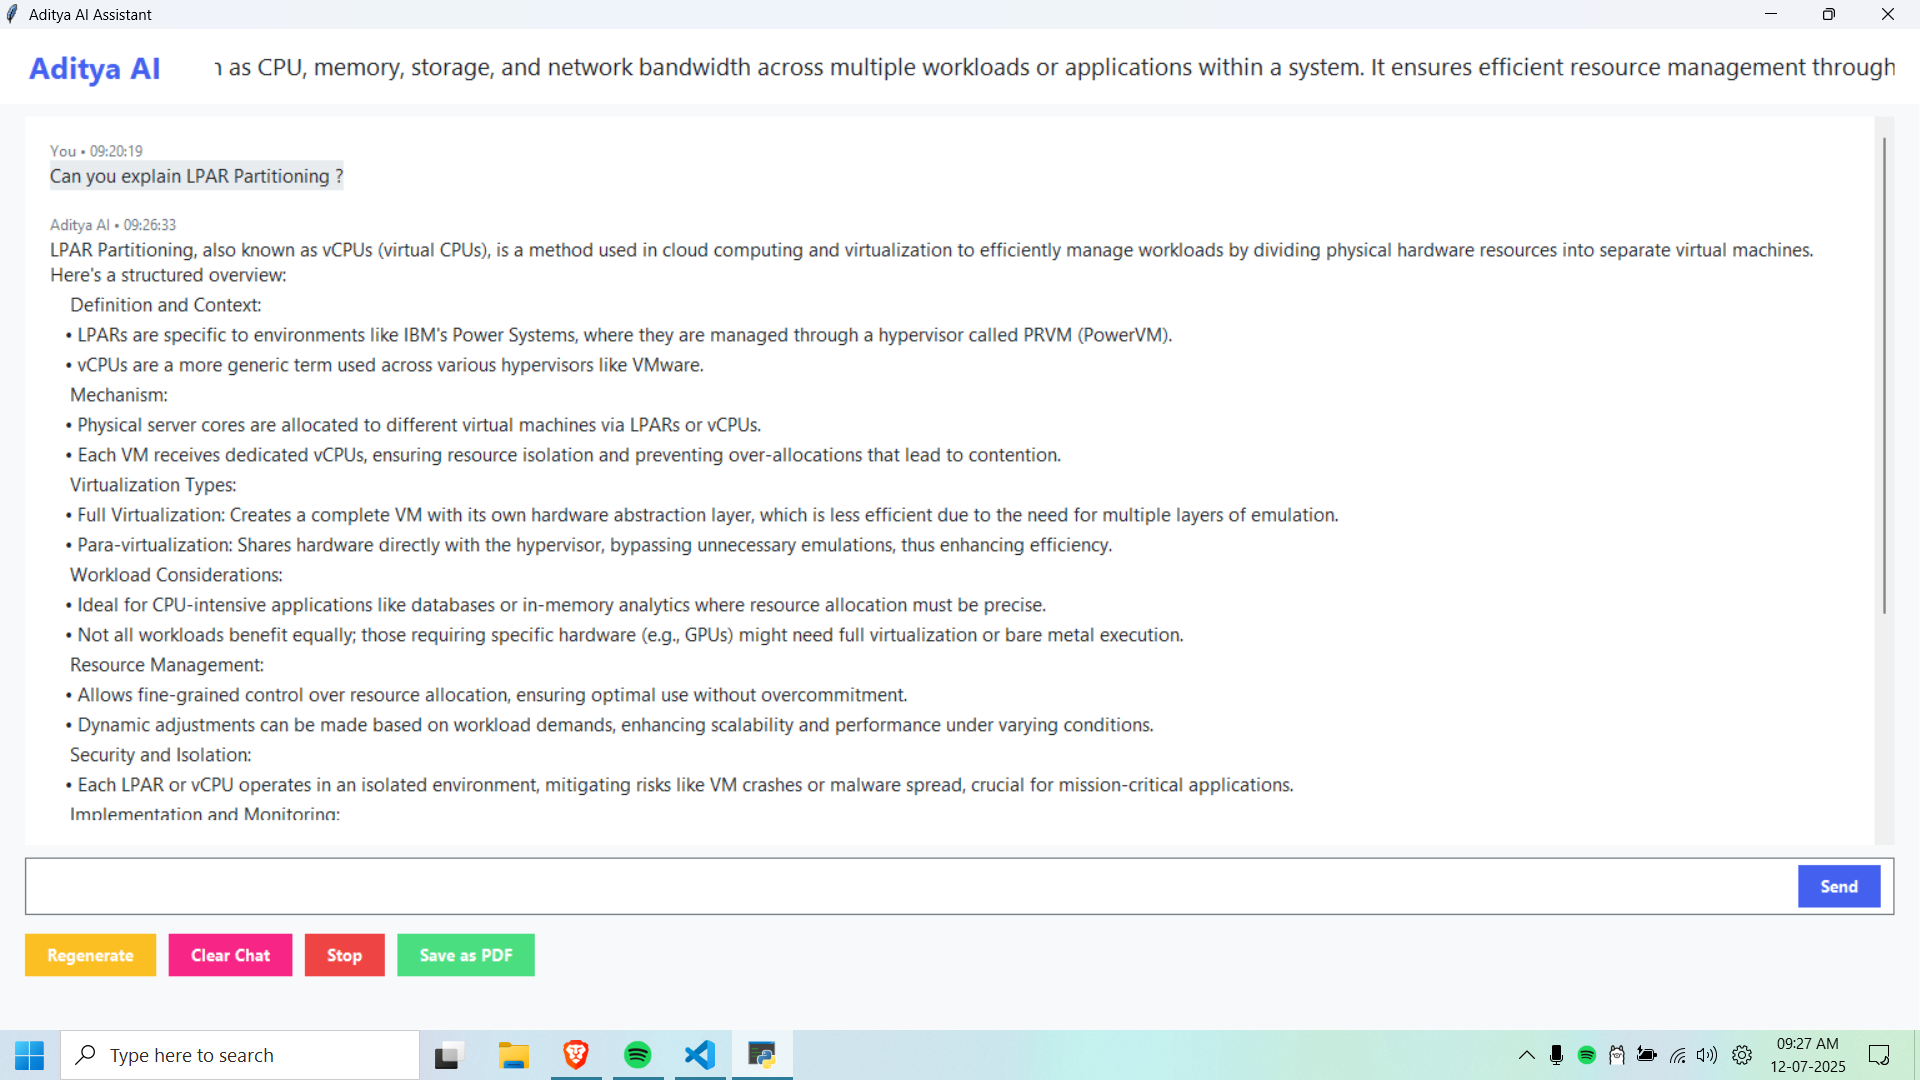 Aditya AI Assistant
Aditya AI
as CPU, memory, storage, and network bandwidth across multiple workloads or applications within a system. It ensures efficient resource management through
You • 09:20:19
Can you explain LPAR Partitioning ?
Aditya AI • 09:26:33
LPAR Partitioning, also known as vCPUs (virtual CPUs), is a method used in cloud computing and virtualization to efficiently manage workloads by dividing physical hardware resources into separate virtual machines.
Here's a structured overview:
Definition and Context:
• LPARs are specific to environments like IBM's Power Systems, where they are managed through a hypervisor called PRVM (PowerVM).
• vCPUs are a more generic term used across various hypervisors like VMware.
Mechanism:
• Physical server cores are allocated to different virtual machines via LPARs or vCPUs.
• Each VM receives dedicated vCPUs, ensuring resource isolation and preventing over-allocations that lead to contention.
Virtualization Types:
• Full Virtualization: Creates a complete VM with its own hardware abstraction layer, which is less efficient due to the need for multiple layers of emulation.
• Para-virtualization: Shares hardware directly with the hypervisor, bypassing unnecessary emulations, thus enhancing efficiency.
Workload Considerations:
• Ideal for CPU-intensive applications like databases or in-memory analytics where resource allocation must be precise.
• Not all workloads benefit equally; those requiring specific hardware (e.g., GPUs) might need full virtualization or bare metal execution.
Resource Management:
• Allows fine-grained control over resource allocation, ensuring optimal use without overcommitment.
• Dynamic adjustments can be made based on workload demands, enhancing scalability and performance under varying conditions.
Security and Isolation:
• Each LPAR or vCPU operates in an isolated environment, mitigating risks like VM crashes or malware spread, crucial for mission-critical applications.
Implementation and Monitoring:
Send
Regenerate
Clear Chat
Stop
Save as PDF
Type here to search
09:27 AM
12-07-2025